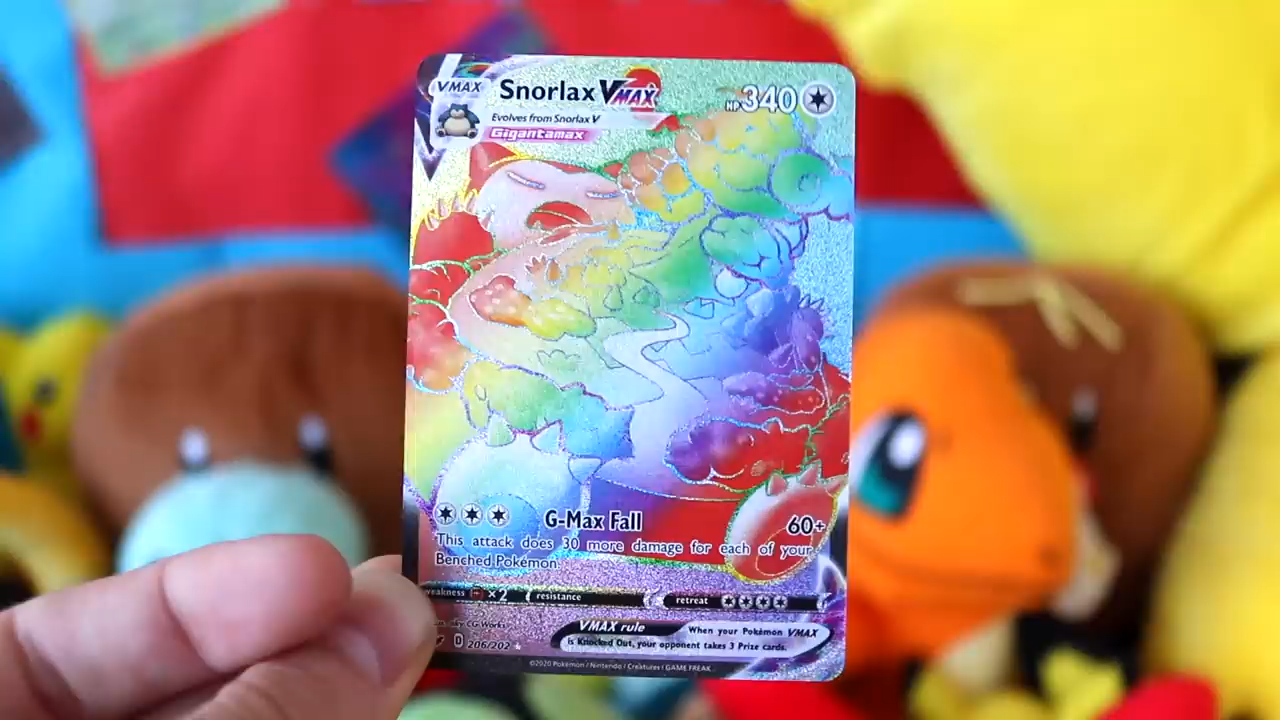 VMAX Snorlax VMAX HP 340
Evolves from Snorlax V
Gigantamax
G-Max Fall 60+
This attack does 30 more damage for each of your
Benched Pokémon.
weakness ×2 resistance retreat
CG Works
VMAX rule When your Pokémon VMAX
is Knocked Out, your opponent takes 3 Prize cards.
D 206/202
©2020 Pokémon / Nintendo / Creatures / GAME FREAK